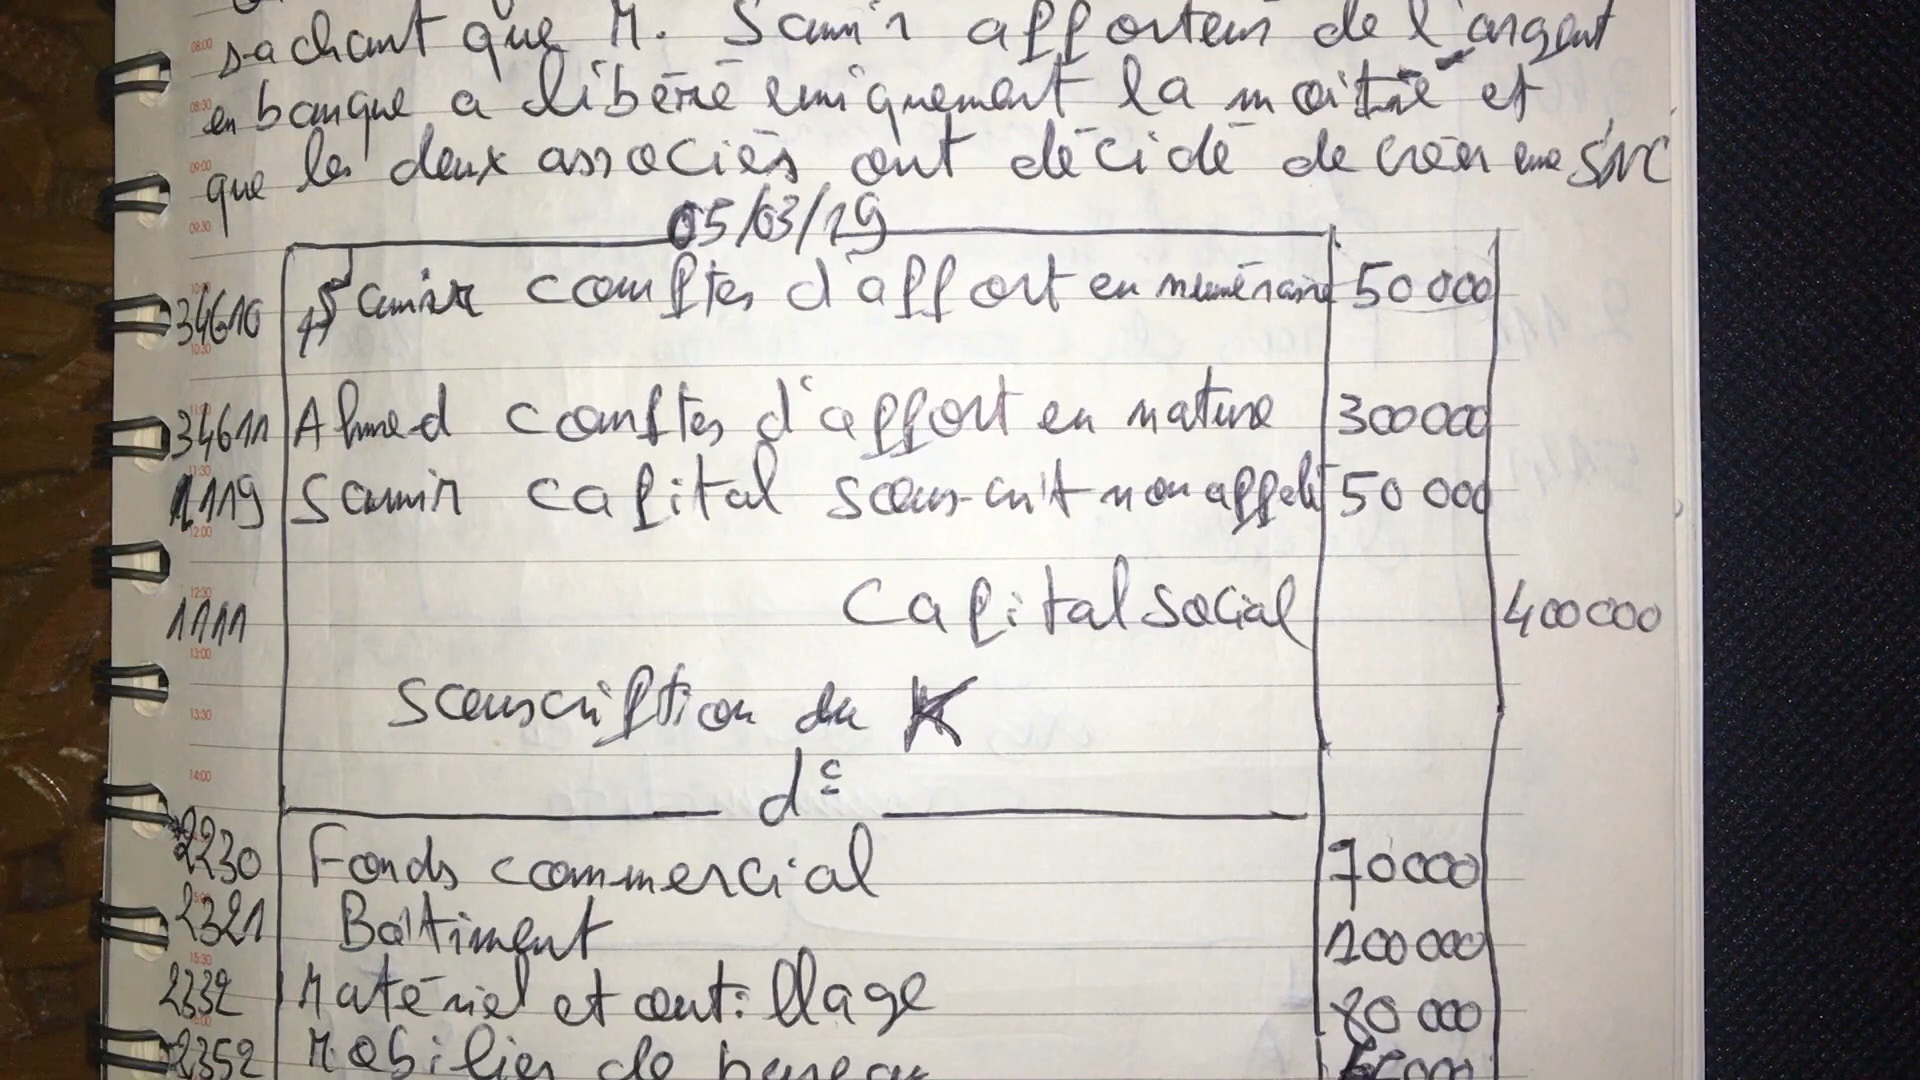 sachant que M. Samir apporteur de l'argent
en banque a libéré uniquement la moitié et
que les deux associés ont décidé de créer une SNC
05/03/19
34610 Samir comptes d'apport en numéraire 50 000
34611 Ahmed comptes d'apport en nature 300 000
1119 Samir capital souscrit non appelé 50 000
1111 Capital social 400 000
Souscription du K
d°
2230 Fonds commercial 70 000
2321 Bâtiment 100 000
2332 Matériel et outillage 80 000
2352 Mobilier de bureau